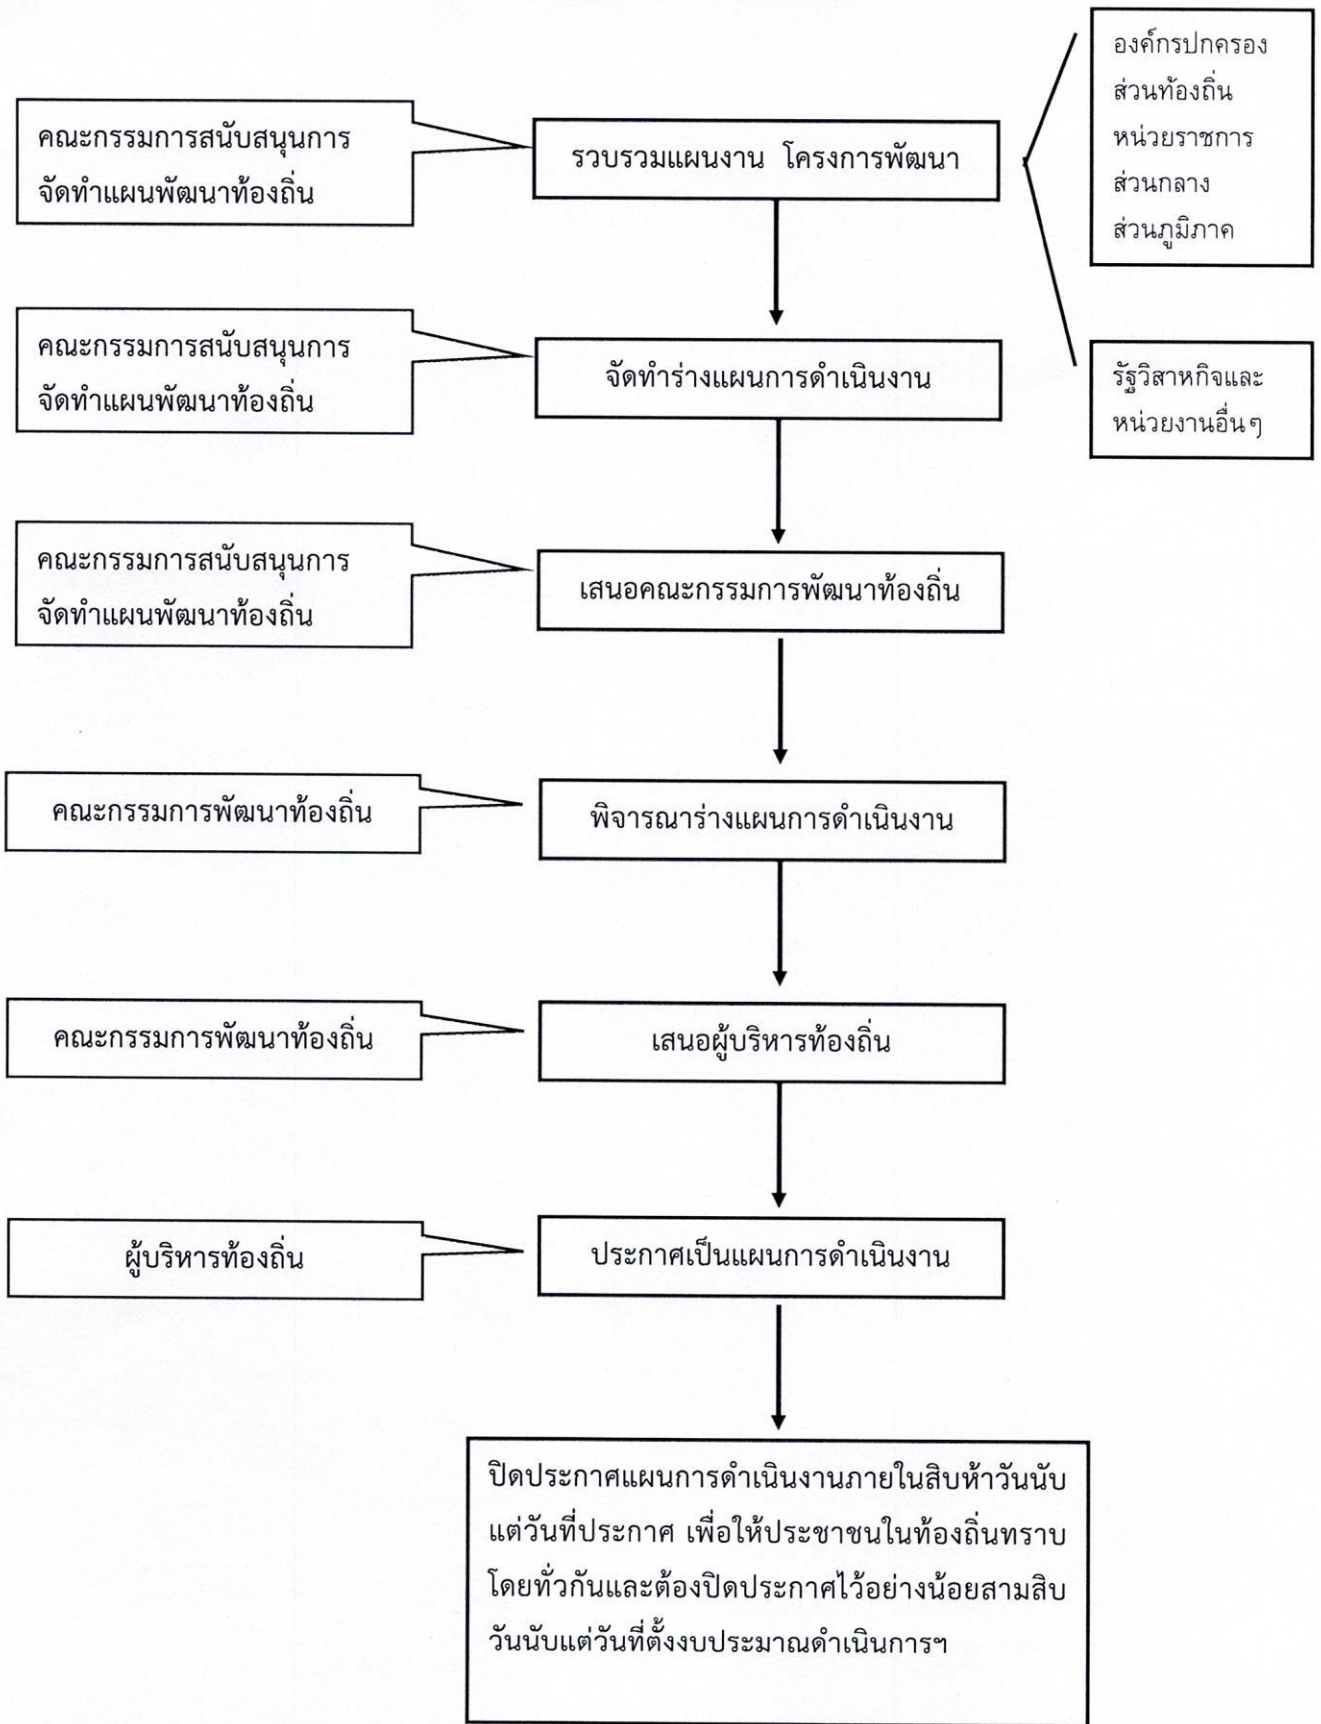 องค์กรปกครอง
ส่วนท้องถิ่น
หน่วยราชการ
ส่วนกลาง
ส่วนภูมิภาค
คณะกรรมการสนับสนุนการ
จัดทำแผนพัฒนาท้องถิ่น
รวบรวมแผนงาน โครงการพัฒนา
คณะกรรมการสนับสนุนการ
จัดทำแผนพัฒนาท้องถิ่น
จัดทำร่างแผนการดำเนินงาน
รัฐวิสาหกิจและ
หน่วยงานอื่นๆ
คณะกรรมการสนับสนุนการ
จัดทำแผนพัฒนาท้องถิ่น
เสนอคณะกรรมการพัฒนาท้องถิ่น
คณะกรรมการพัฒนาท้องถิ่น
พิจารณาร่างแผนการดำเนินงาน
คณะกรรมการพัฒนาท้องถิ่น
เสนอผู้บริหารท้องถิ่น
ผู้บริหารท้องถิ่น
ประกาศเป็นแผนการดำเนินงาน
ปิดประกาศแผนการดำเนินงานภายในสิบห้าวันนับ
แต่วันที่ประกาศ เพื่อให้ประชาชนในท้องถิ่นทราบ
โดยทั่วกันและต้องปิดประกาศไว้อย่างน้อยสามสิบ
วันนับแต่วันที่ตั้งงบประมาณดำเนินการฯ